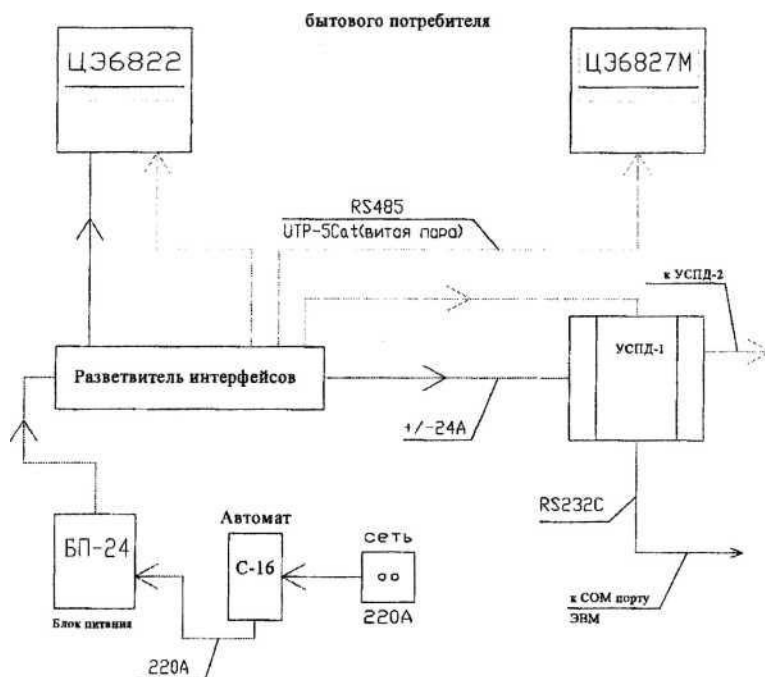 бытового потребителя
ЦЭ6822
ЦЭ6827М
RS485
UTP-5Cat(витая пара)
к УСПД-2
УСПД-1
Разветвитель интерфейсов
+/-24А
RS232C
Автомат
сеть
БП-24
С-16
220А
Блок питания
220А
к СОМ порту
ЭВМ